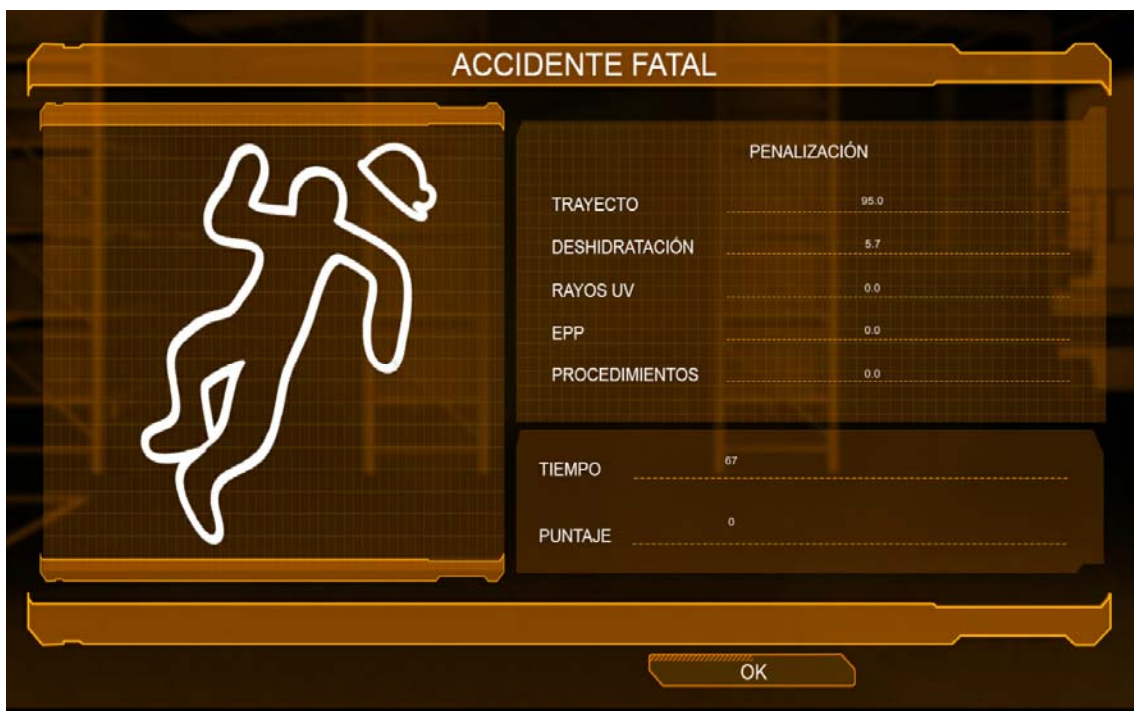 ACCIDENTE FATAL
PENALIZACIÓN
TRAYECTO 95.0
DESHIDRATACIÓN 5.7
RAYOS UV 0.0
EPP 0.0
PROCEDIMIENTOS 0.0
TIEMPO 67
PUNTAJE 0
OK